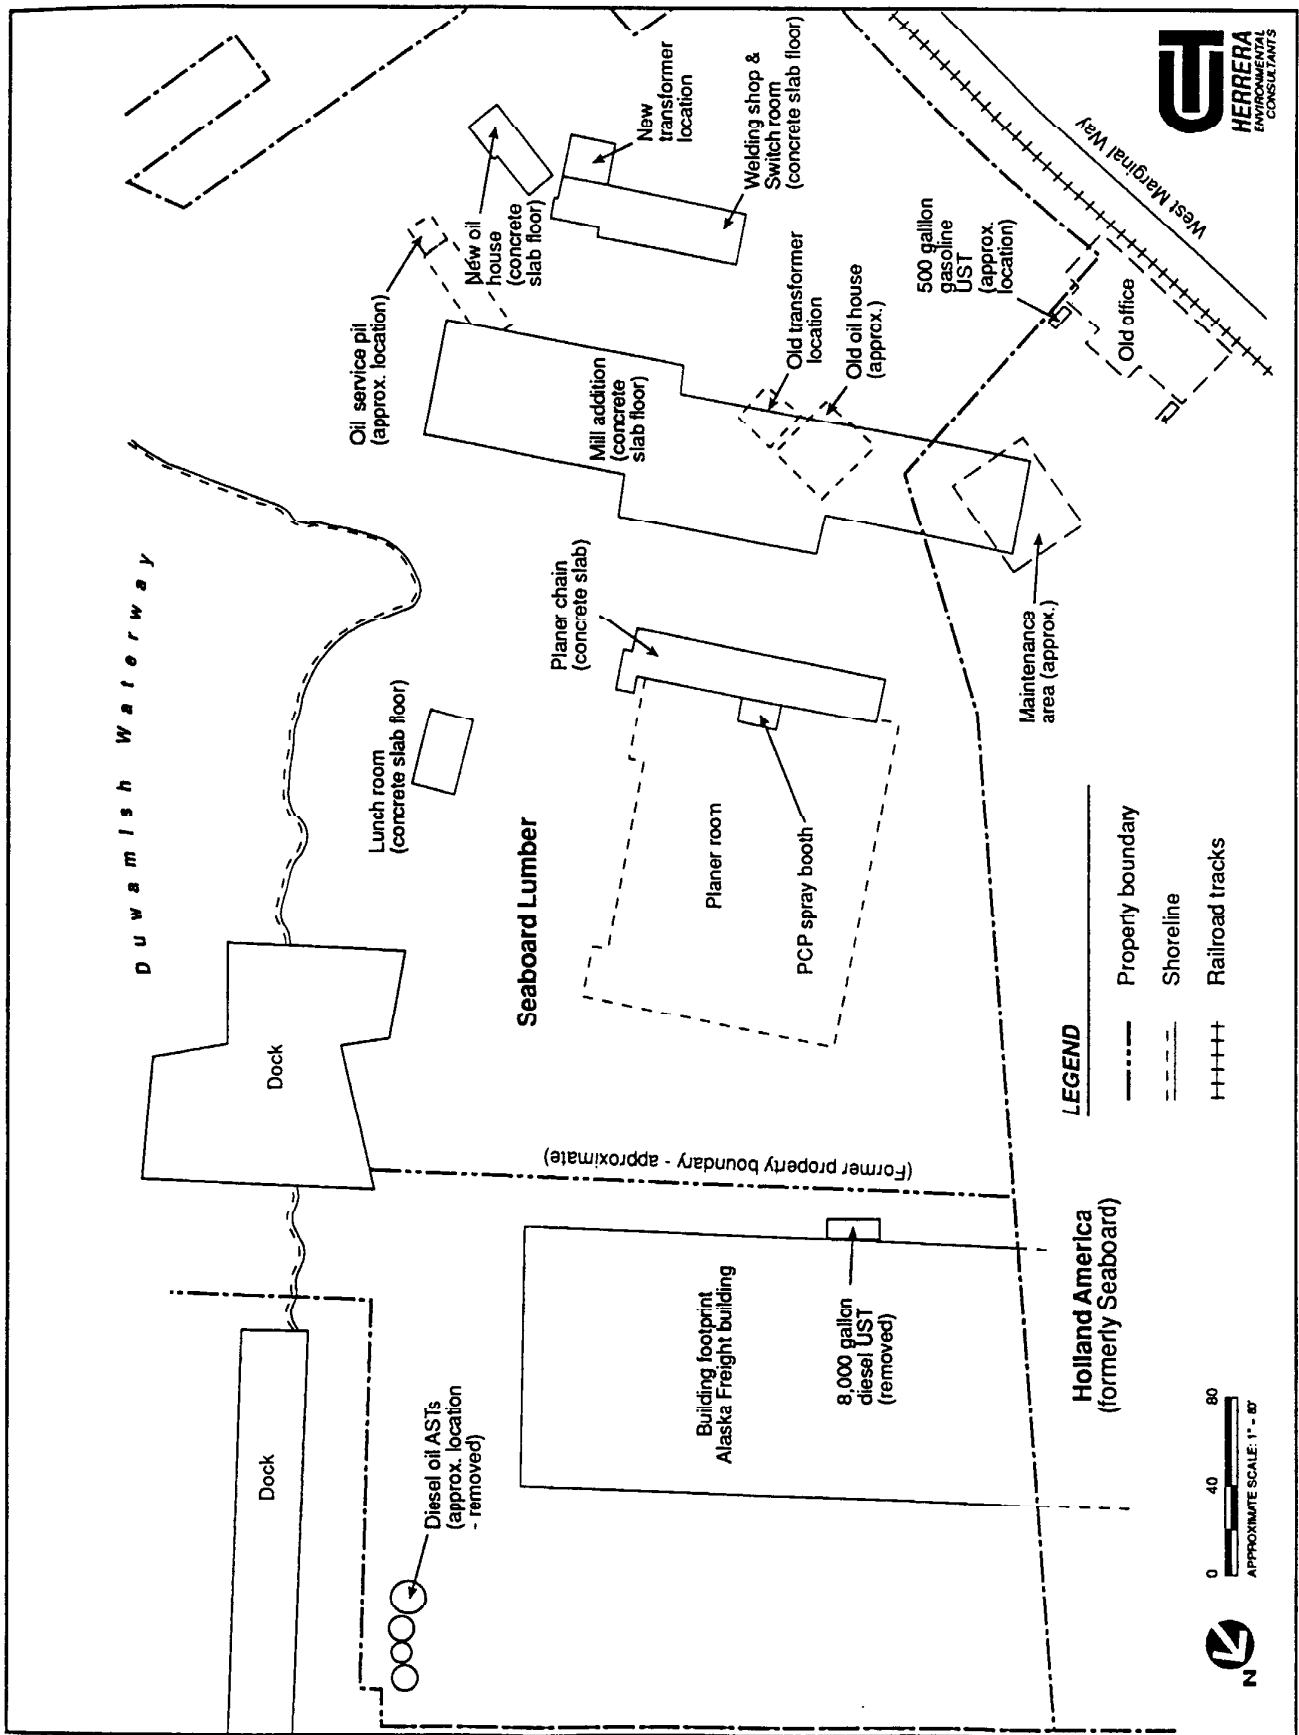 Duwamish Waterway
Dock
Dock
Diesel oil ASTs
(approx. location
- removed)
Lunch room
(concrete slab floor)
Oil service pit
(approx. location)
New oil
house
(concrete
slab floor)
New
transformer
location
Welding shop &
Switch room
(concrete slab floor)
Mill addition
(concrete
slab floor)
Old transformer
location
Old oil house
(approx.)
500 gallon
gasoline
UST
(approx.
location)
Old office
West Marginal Way
Planer chain
(concrete slab)
Maintenance
area (approx.)
Seaboard Lumber
Planer room
PCP spray booth
(Former property boundary - approximate)
Building footprint
Alaska Freight building
8,000 gallon
diesel UST
(removed)
Holland America
(formerly Seaboard)
LEGEND
Property boundary
Shoreline
Railroad tracks
N
0 40 80
APPROXIMATE SCALE: 1" = 80'
HERRERA
ENVIRONMENTAL
CONSULTANTS